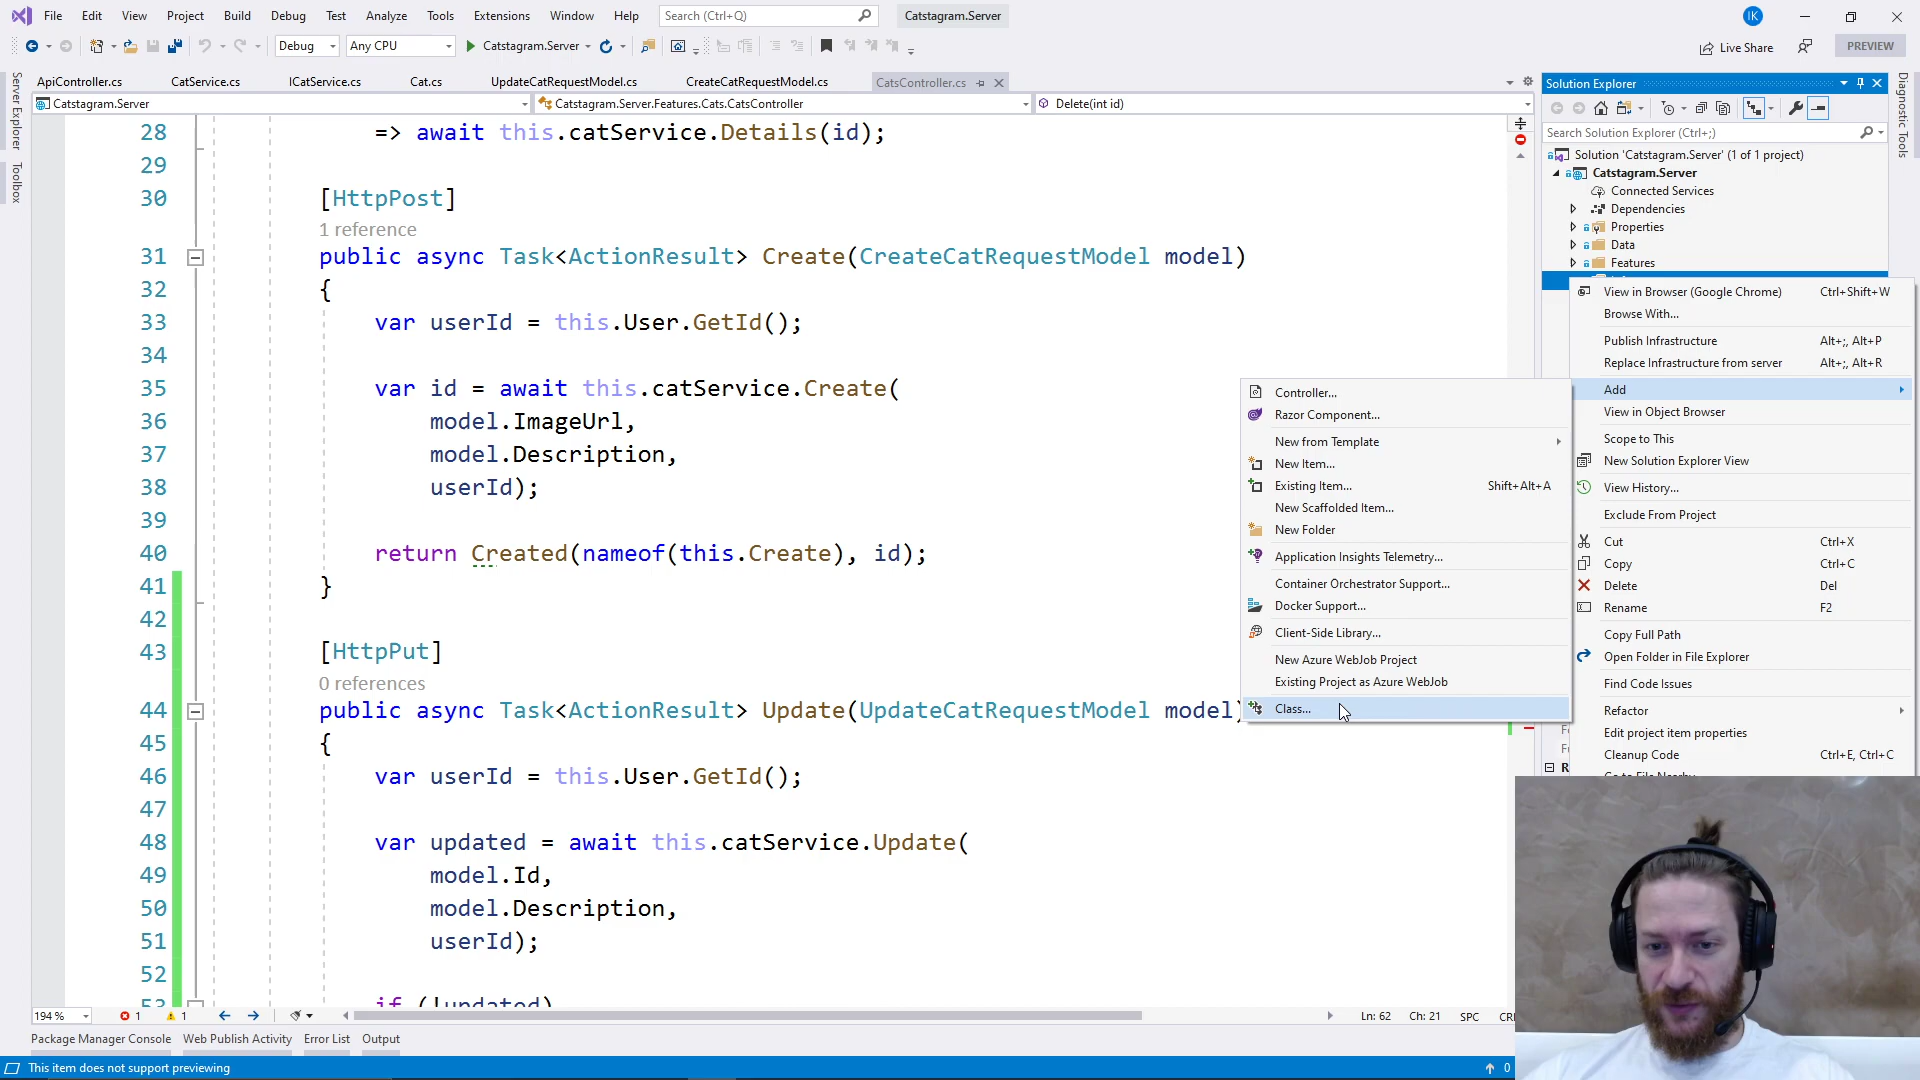 File Edit View Project Build Debug Test Analyze Tools Extensions Window Help Search (Ctrl+Q) Catstagram.Server IK
Debug Any CPU Catstagram.Server Live Share PREVIEW
ApiController.cs CatService.cs ICatService.cs Cat.cs UpdateCatRequestModel.cs CreateCatRequestModel.cs CatsController.cs
Catstagram.Server Catstagram.Server.Features.Cats.CatsController Delete(int id)
Server Explorer
Toolbox
28 => await this.catService.Details(id);
29
30 [HttpPost]
1 reference
31 public async Task<ActionResult> Create(CreateCatRequestModel model)
32 {
33 var userId = this.User.GetId();
34
35 var id = await this.catService.Create(
36 model.ImageUrl,
37 model.Description,
38 userId);
39
40 return Created(nameof(this.Create), id);
41 }
42
43 [HttpPut]
0 references
44 public async Task<ActionResult> Update(UpdateCatRequestModel model)
45 {
46 var userId = this.User.GetId();
47
48 var updated = await this.catService.Update(
49 model.Id,
50 model.Description,
51 userId);
52
53 if (!updated)
194 % 1 1 Ln: 62 Ch: 21 SPC
Package Manager Console Web Publish Activity Error List Output
This item does not support previewing 0
Solution Explorer
Search Solution Explorer (Ctrl+;)
Solution 'Catstagram.Server' (1 of 1 project)
Catstagram.Server
Connected Services
Dependencies
Properties
Data
Features
Diagnostic Tools
View in Browser (Google Chrome) Ctrl+Shift+W
Browse With...
Publish Infrastructure Alt+;, Alt+P
Replace Infrastructure from server Alt+;, Alt+R
Add
View in Object Browser
Scope to This
New Solution Explorer View
View History...
Exclude From Project
Cut Ctrl+X
Copy Ctrl+C
Delete Del
Rename F2
Copy Full Path
Open Folder in File Explorer
Find Code Issues
Refactor
Edit project item properties
Cleanup Code Ctrl+E, Ctrl+C
Controller...
Razor Component...
New from Template
New Item...
Existing Item... Shift+Alt+A
New Scaffolded Item...
New Folder
Application Insights Telemetry...
Container Orchestrator Support...
Docker Support...
Client-Side Library...
New Azure WebJob Project
Existing Project as Azure WebJob
Class...